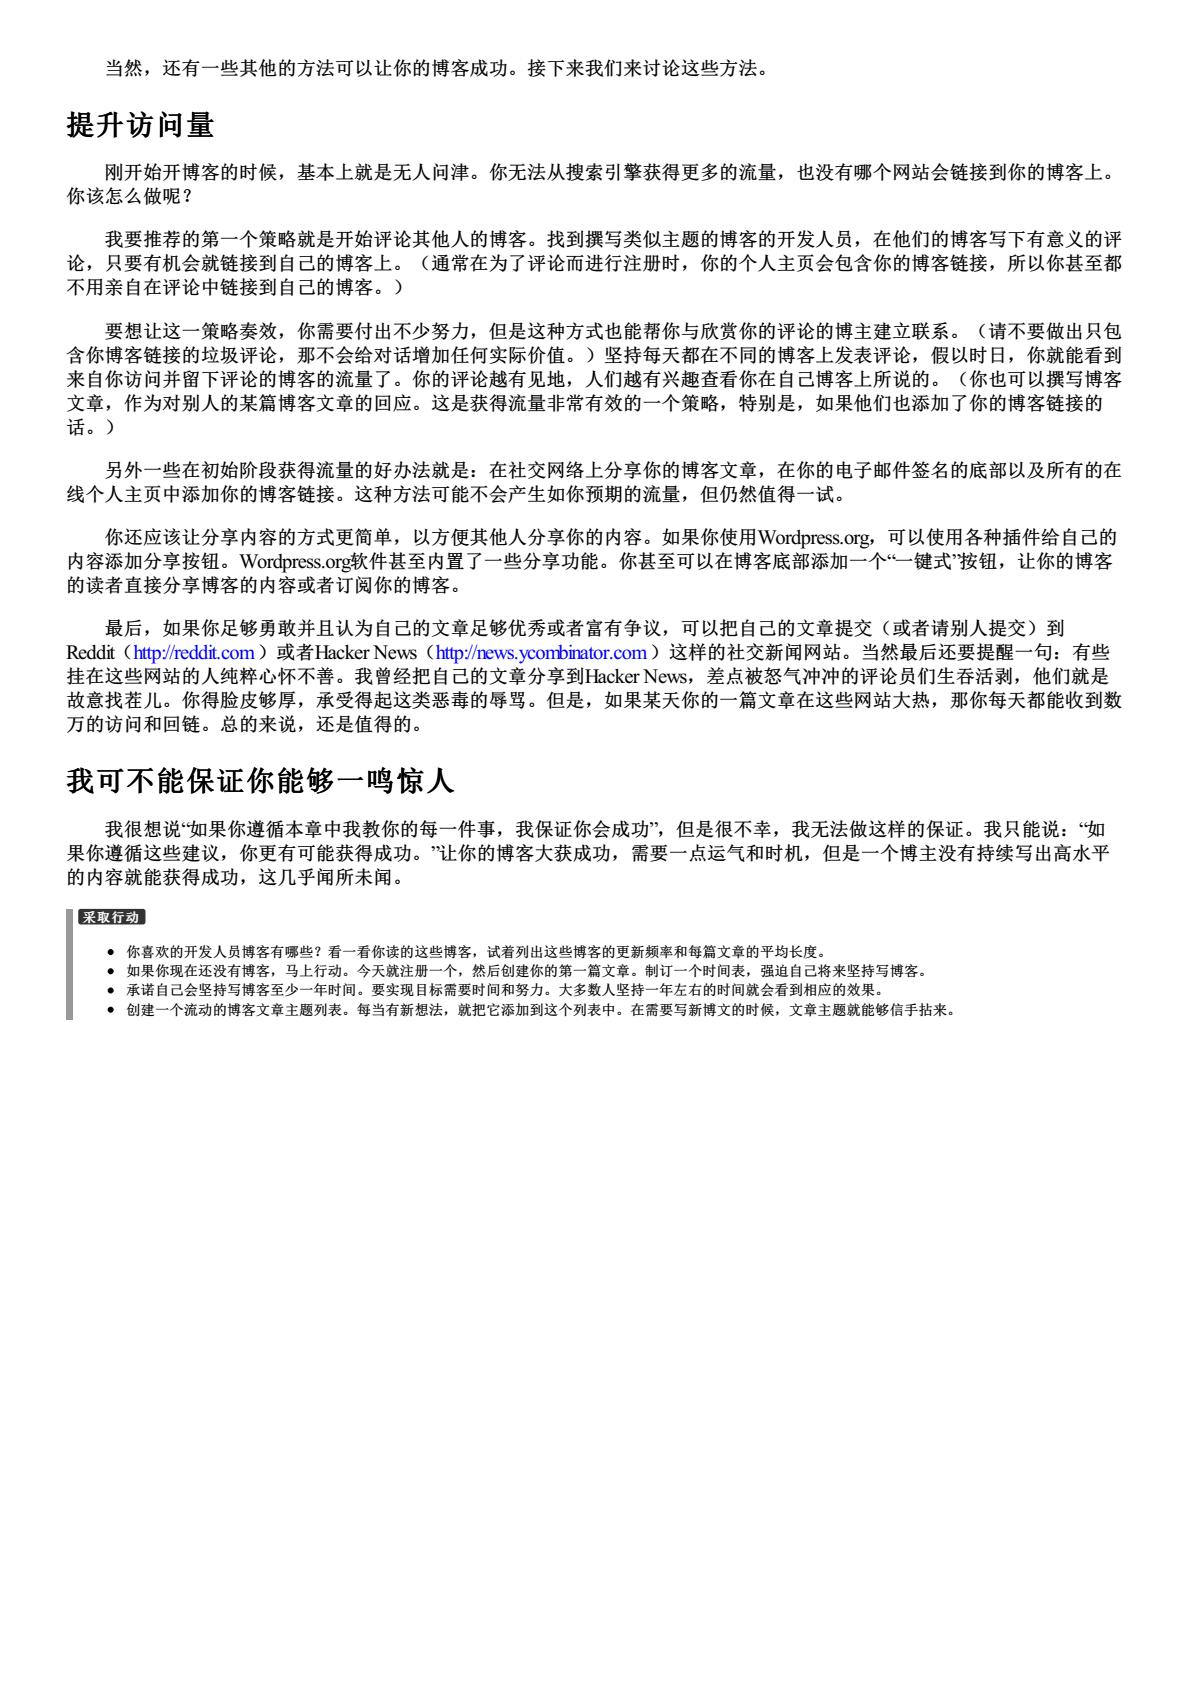 当然，还有一些其他的方法可以让你的博客成功。接下来我们来讨论这些方法。
提升访问量
刚开始开博客的时候，基本上就是无人问津。你无法从搜索引擎获得更多的流量，也没有哪个网站会链接到你的博客上。
你该怎么做呢？
我要推荐的第一个策略就是开始评论其他人的博客。找到撰写类似主题的博客的开发人员，在他们的博客写下有意义的评
论，只要有机会就链接到自己的博客上。（通常在为了评论而进行注册时，你的个人主页会包含你的博客链接，所以你甚至都
不用亲自在评论中链接到自己的博客。）
要想让这一策略奏效，你需要付出不少努力，但是这种方式也能帮你与欣赏你的评论的博主建立联系。（请不要做出只包
含你博客链接的垃圾评论，那不会给对话增加任何实际价值。）坚持每天都在不同的博客上发表评论，假以时日，你就能看到
来自你访问并留下评论的博客的流量了。你的评论越有见地，人们越有兴趣查看你在自己博客上所说的。（你也可以撰写博客
文章，作为对别人的某篇博客文章的回应。这是获得流量非常有效的一个策略，特别是，如果他们也添加了你的博客链接的
话。）
另外一些在初始阶段获得流量的好办法就是：在社交网络上分享你的博客文章，在你的电子邮件签名的底部以及所有的在
线个人主页中添加你的博客链接。这种方法可能不会产生如你预期的流量，但仍然值得一试。
你还应该让分享内容的方式更简单，以方便其他人分享你的内容。如果你使用Wordpress.org，可以使用各种插件给自己的
内容添加分享按钮。Wordpress.org软件甚至内置了一些分享功能。你甚至可以在博客底部添加一个“一键式”按钮，让你的博客
的读者直接分享博客的内容或者订阅你的博客。
最后，如果你足够勇敢并且认为自己的文章足够优秀或者富有争议，可以把自己的文章提交（或者请别人提交）到
Reddit（http://reddit.com）或者Hacker News（http://news.ycombinator.com）这样的社交新闻网站。当然最后还要提醒一句：有些
挂在这些网站的人纯粹心怀不善。我曾经把自己的文章分享到Hacker News，差点被怒气冲冲的评论员们生吞活剥，他们就是
故意找茬儿。你得脸皮够厚，承受得起这类恶毒的辱骂。但是，如果某天你的一篇文章在这些网站大热，那你每天都能收到数
万的访问和回链。总的来说，还是值得的。
我可不能保证你能够一鸣惊人
我很想说“如果你遵循本章中我教你的每一件事，我保证你会成功”，但是很不幸，我无法做这样的保证。我只能说：“如
果你遵循这些建议，你更有可能获得成功。”让你的博客大获成功，需要一点运气和时机，但是一个博主没有持续写出高水平
的内容就能获得成功，这几乎闻所未闻。
采取行动
● 你喜欢的开发人员博客有哪些？看一看你读的这些博客，试着列出这些博客的更新频率和每篇文章的平均长度。
● 如果你现在还没有博客，马上行动。今天就注册一个，然后创建你的第一篇文章。制订一个时间表，强迫自己将来坚持写博客。
● 承诺自己会坚持写博客至少一年时间。要实现目标需要时间和努力。大多数人坚持一年左右的时间就会看到相应的效果。
● 创建一个流动的博客文章主题列表。每当有新想法，就把它添加到这个列表中。在需要写新博文的时候，文章主题就能够信手拈来。